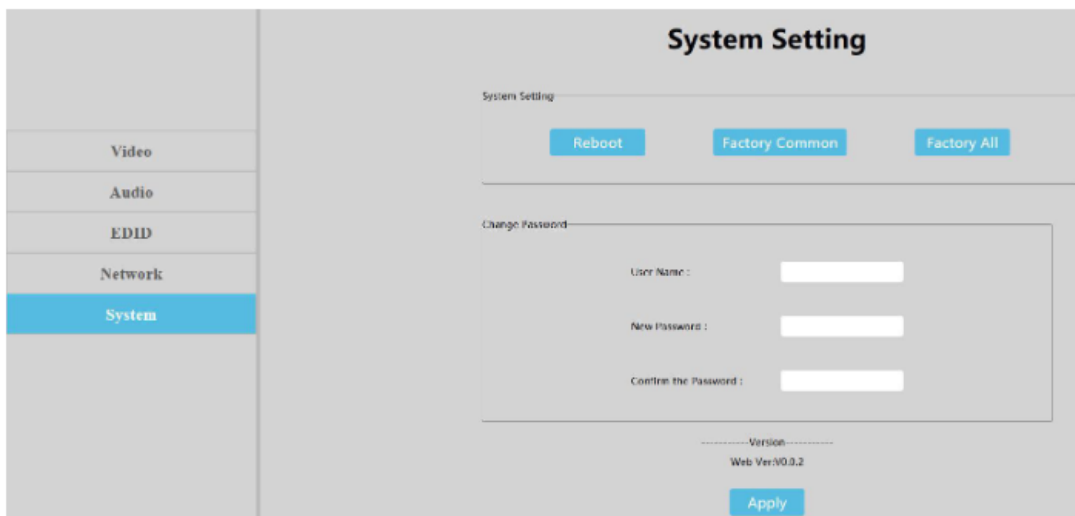 System Setting
System Setting
Reboot Factory Common Factory All
Video
Audio
EDID
Network
System
Change Password
User Name :
New Password :
Confirm the Password :
-----------Version-----------
Web Ver:V0.0.2
Apply